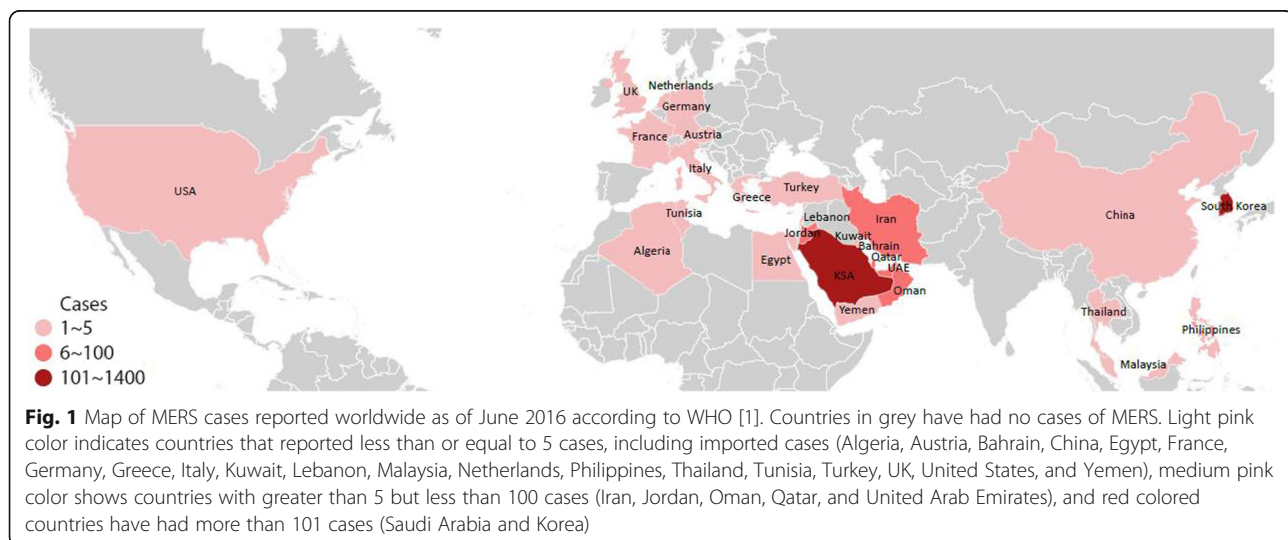 Netherlands
UK
Germany
France
Austria
Italy
USA
Greece
Turkey
Tunisia
Lebanon
Iran
China
South Korea
Jordan
Kuwait
Algeria
Egypt
Bahrain
Qatar
KSA
UAE
Oman
Yemen
Thailand
Philippines
Malaysia
Cases
1~5
6~100
101~1400
Fig. 1 Map of MERS cases reported worldwide as of June 2016 according to WHO [1]. Countries in grey have had no cases of MERS. Light pink
color indicates countries that reported less than or equal to 5 cases, including imported cases (Algeria, Austria, Bahrain, China, Egypt, France,
Germany, Greece, Italy, Kuwait, Lebanon, Malaysia, Netherlands, Philippines, Thailand, Tunisia, Turkey, UK, United States, and Yemen), medium pink
color shows countries with greater than 5 but less than 100 cases (Iran, Jordan, Oman, Qatar, and United Arab Emirates), and red colored
countries have had more than 101 cases (Saudi Arabia and Korea)